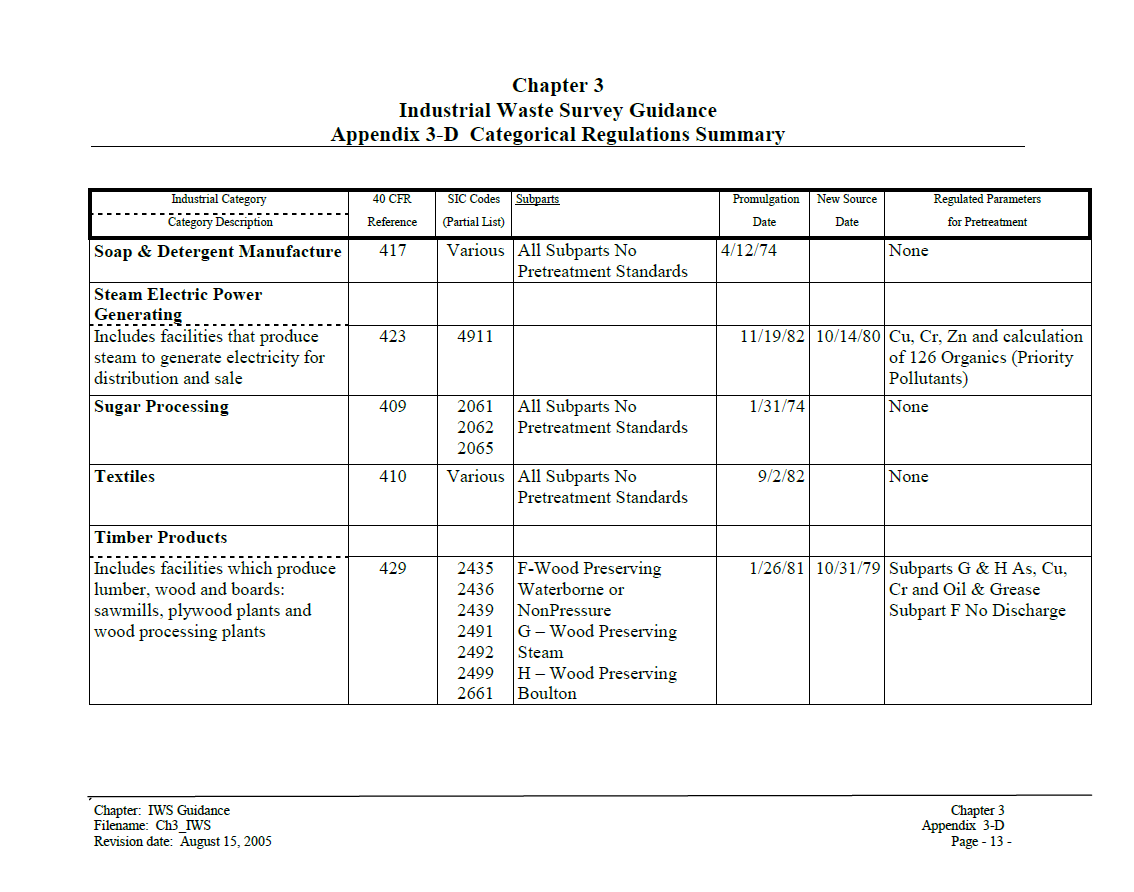 Chapter 3
Industrial Waste Survey Guidance
Appendix 3-D  Categorical Regulations Summary
Industrial Category
Category Description
40 CFR
Reference
SIC Codes
(Partial List)
Subparts
Promulgation
Date
New Source
Date
Regulated Parameters
for Pretreatment
Soap & Detergent Manufacture
417
Various
All Subparts No
Pretreatment Standards
4/12/74
None
Steam Electric Power
Generating
Includes facilities that produce
steam to generate electricity for
distribution and sale
423
4911
11/19/82
10/14/80
Cu, Cr, Zn and calculation
of 126 Organics (Priority
Pollutants)
Sugar Processing
409
2061
2062
2065
All Subparts No
Pretreatment Standards
1/31/74
None
Textiles
410
Various
All Subparts No
Pretreatment Standards
9/2/82
None
Timber Products
Includes facilities which produce
lumber, wood and boards:
sawmills, plywood plants and
wood processing plants
429
2435
2436
2439
2491
2492
2499
2661
F-Wood Preserving
Waterborne or
NonPressure
G – Wood Preserving
Steam
H – Wood Preserving
Boulton
1/26/81
10/31/79
Subparts G & H As, Cu,
Cr and Oil & Grease
Subpart F No Discharge
Chapter:  IWS Guidance
Filename:  Ch3_IWS
Revision date:  August 15, 2005
Chapter 3
Appendix  3-D
Page - 13 -